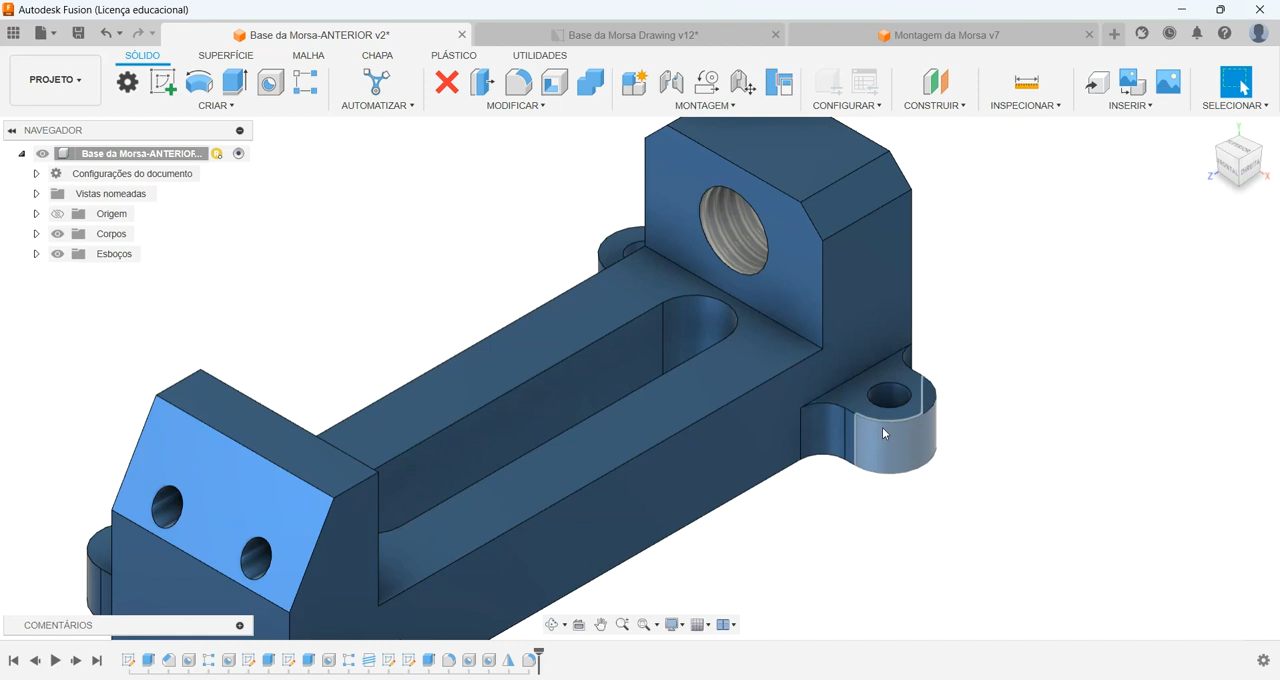 Autodesk Fusion (Licença educacional)
Base da Morsa-ANTERIOR v2*
Base da Morsa Drawing v12*
Montagem da Morsa v7
SÓLIDO
SUPERFÍCIE
MALHA
CHAPA
PLÁSTICO
UTILIDADES
PROJETO
CRIAR
AUTOMATIZAR
MODIFICAR
MONTAGEM
CONFIGURAR
CONSTRUIR
INSPECIONAR
INSERIR
SELECIONAR
NAVEGADOR
Base da Morsa-ANTERIOR...
Configurações do documento
Vistas nomeadas
Origem
Corpos
Esboços
Y
Z
X
FRONTAL
DIREITA
COMENTÁRIOS